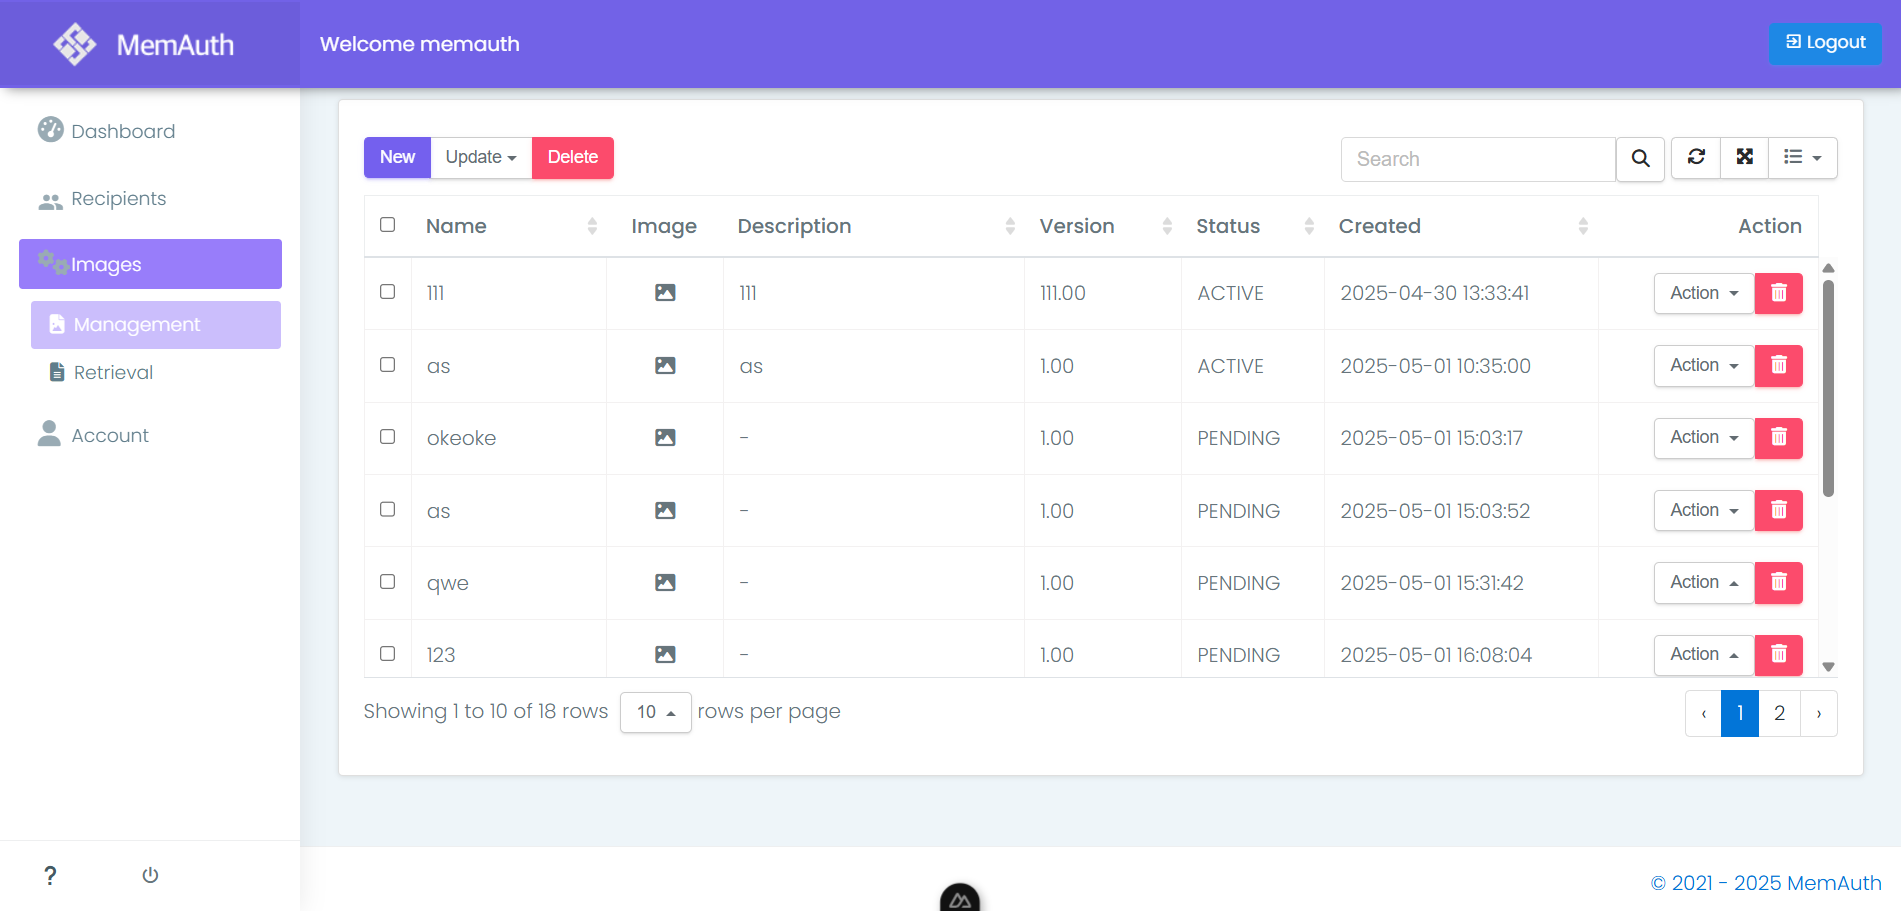 MemAuth
Welcome memauth
Logout
Dashboard
Recipients
Images
Management
Retrieval
Account
New Update Delete
Search
Name Image Description Version Status Created Action
111 111 111.00 ACTIVE 2025-04-30 13:33:41 Action
as as 1.00 ACTIVE 2025-05-01 10:35:00 Action
okeoke - 1.00 PENDING 2025-05-01 15:03:17 Action
as - 1.00 PENDING 2025-05-01 15:03:52 Action
qwe - 1.00 PENDING 2025-05-01 15:31:42 Action
123 - 1.00 PENDING 2025-05-01 16:08:04 Action
Showing 1 to 10 of 18 rows 10 rows per page
‹ 1 2 ›
?
© 2021 - 2025 MemAuth